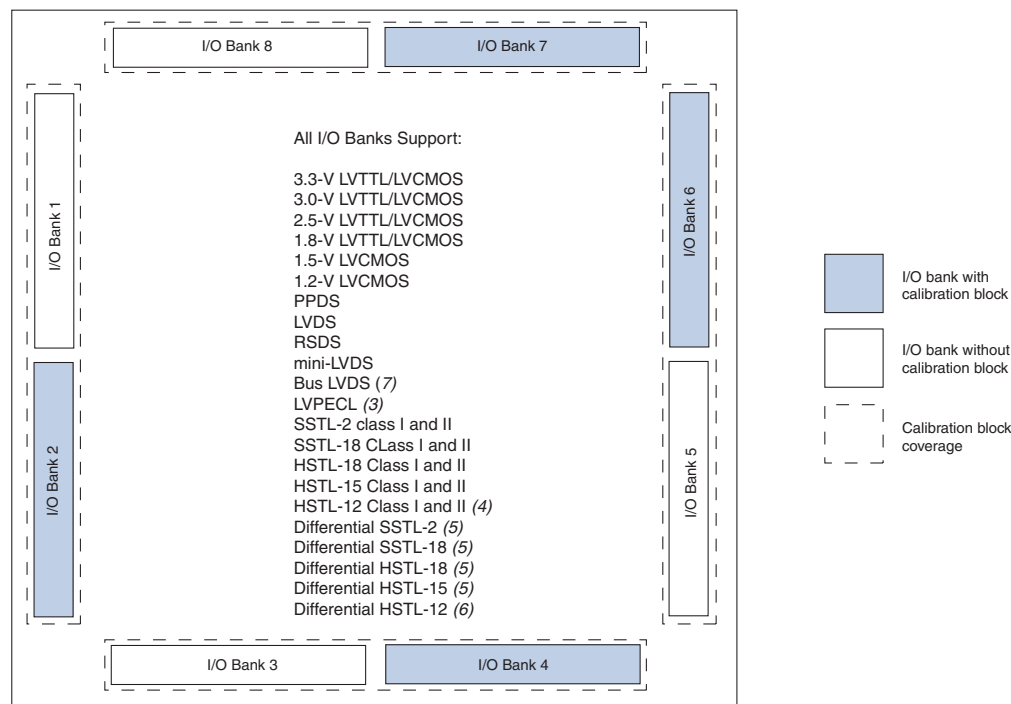 I/O Bank 8
I/O Bank 7
I/O Bank 1
I/O Bank 2
All I/O Banks Support:
3.3-V LVTTL/LVCMOS
3.0-V LVTTL/LVCMOS
2.5-V LVTTL/LVCMOS
1.8-V LVTTL/LVCMOS
1.5-V LVCMOS
1.2-V LVCMOS
PPDS
LVDS
RSDS
mini-LVDS
Bus LVDS (7)
LVPECL (3)
SSTL-2 class I and II
SSTL-18 CLass I and II
HSTL-18 Class I and II
HSTL-15 Class I and II
HSTL-12 Class I and II (4)
Differential SSTL-2 (5)
Differential SSTL-18 (5)
Differential HSTL-18 (5)
Differential HSTL-15 (5)
Differential HSTL-12 (6)
I/O Bank 6
I/O Bank 5
I/O Bank 3
I/O Bank 4
I/O bank with
calibration block
I/O bank without
calibration block
Calibration block
coverage